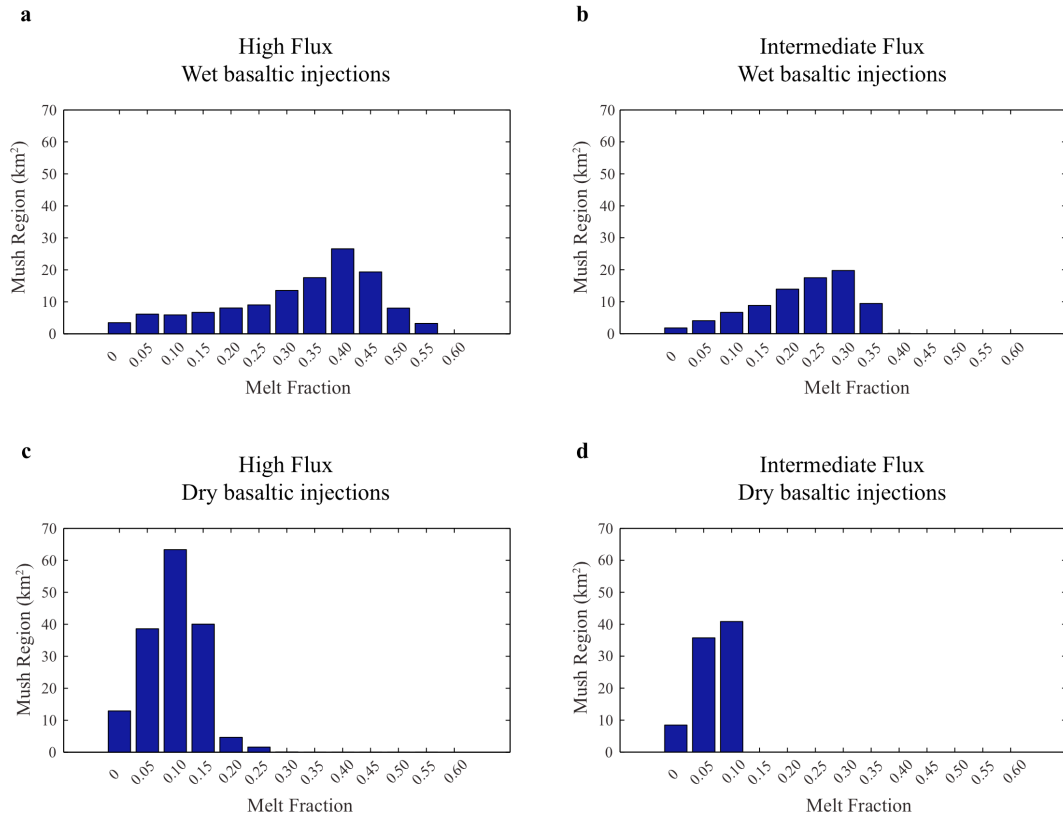 a
High Flux
Wet basaltic injections
70
60
50
40
30
20
10
0
Mush Region (km²)
0 0.05 0.10 0.15 0.20 0.25 0.30 0.35 0.40 0.45 0.50 0.55 0.60
Melt Fraction
b
Intermediate Flux
Wet basaltic injections
70
60
50
40
30
20
10
0
Mush Region (km²)
0 0.05 0.10 0.15 0.20 0.25 0.30 0.35 0.40 0.45 0.50 0.55 0.60
Melt Fraction
c
High Flux
Dry basaltic injections
70
60
50
40
30
20
10
0
Mush Region (km²)
0 0.05 0.10 0.15 0.20 0.25 0.30 0.35 0.40 0.45 0.50 0.55 0.60
Melt Fraction
d
Intermediate Flux
Dry basaltic injections
70
60
50
40
30
20
10
0
Mush Region (km²)
0 0.05 0.10 0.15 0.20 0.25 0.30 0.35 0.40 0.45 0.50 0.55 0.60
Melt Fraction